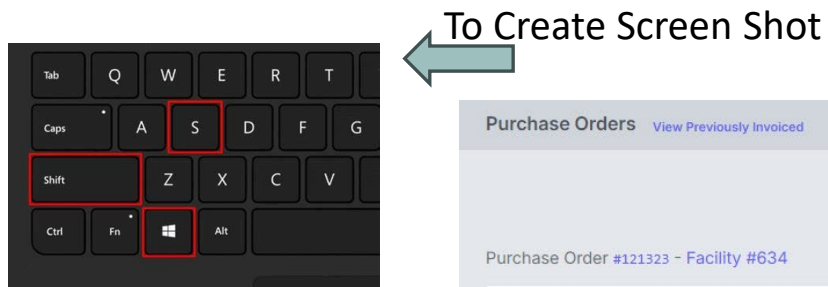 To Create Screen Shot
Tab Q W E R T
Caps A S D F G
Shift Z X C V
Ctrl Fn Alt
Purchase Orders View Previously Invoiced
Purchase Order #121323 - Facility #634